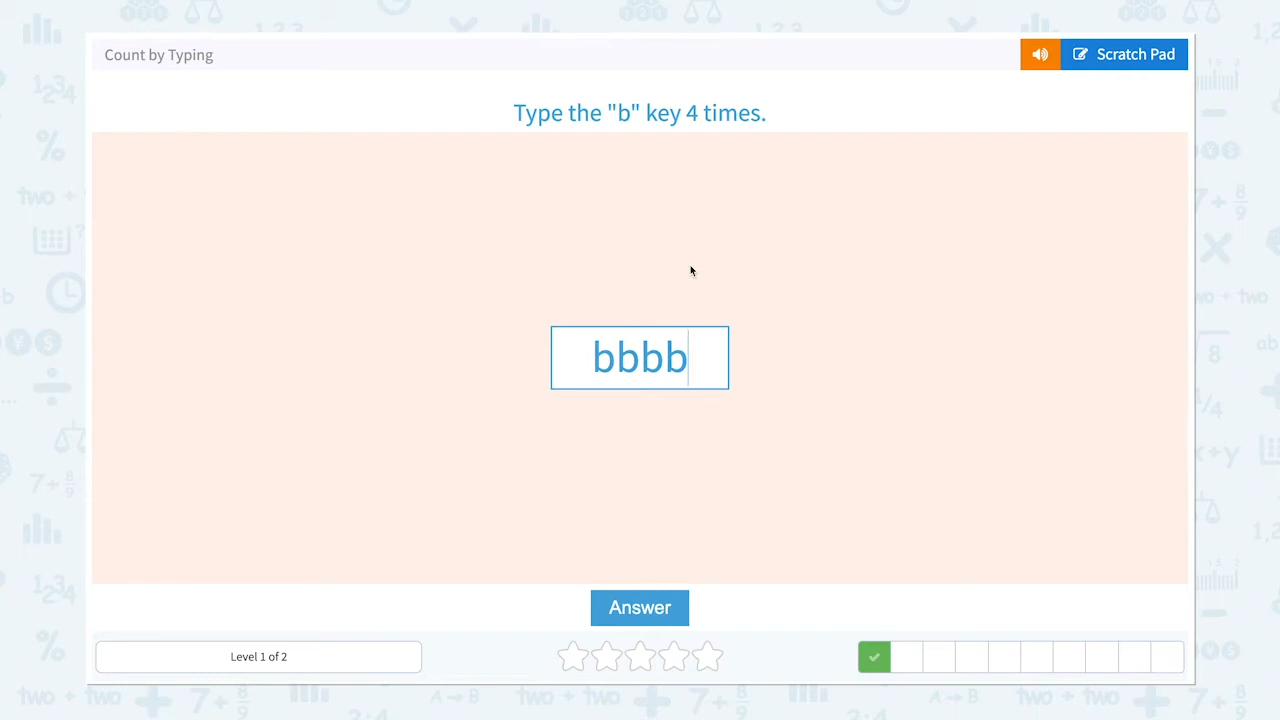 Count by Typing
Scratch Pad
Type the "b" key 4 times.
bbbb
Answer
Level 1 of 2